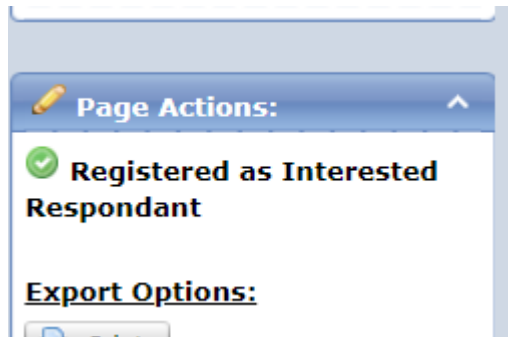 Page Actions:
Registered as Interested
Respondant
Export Options: